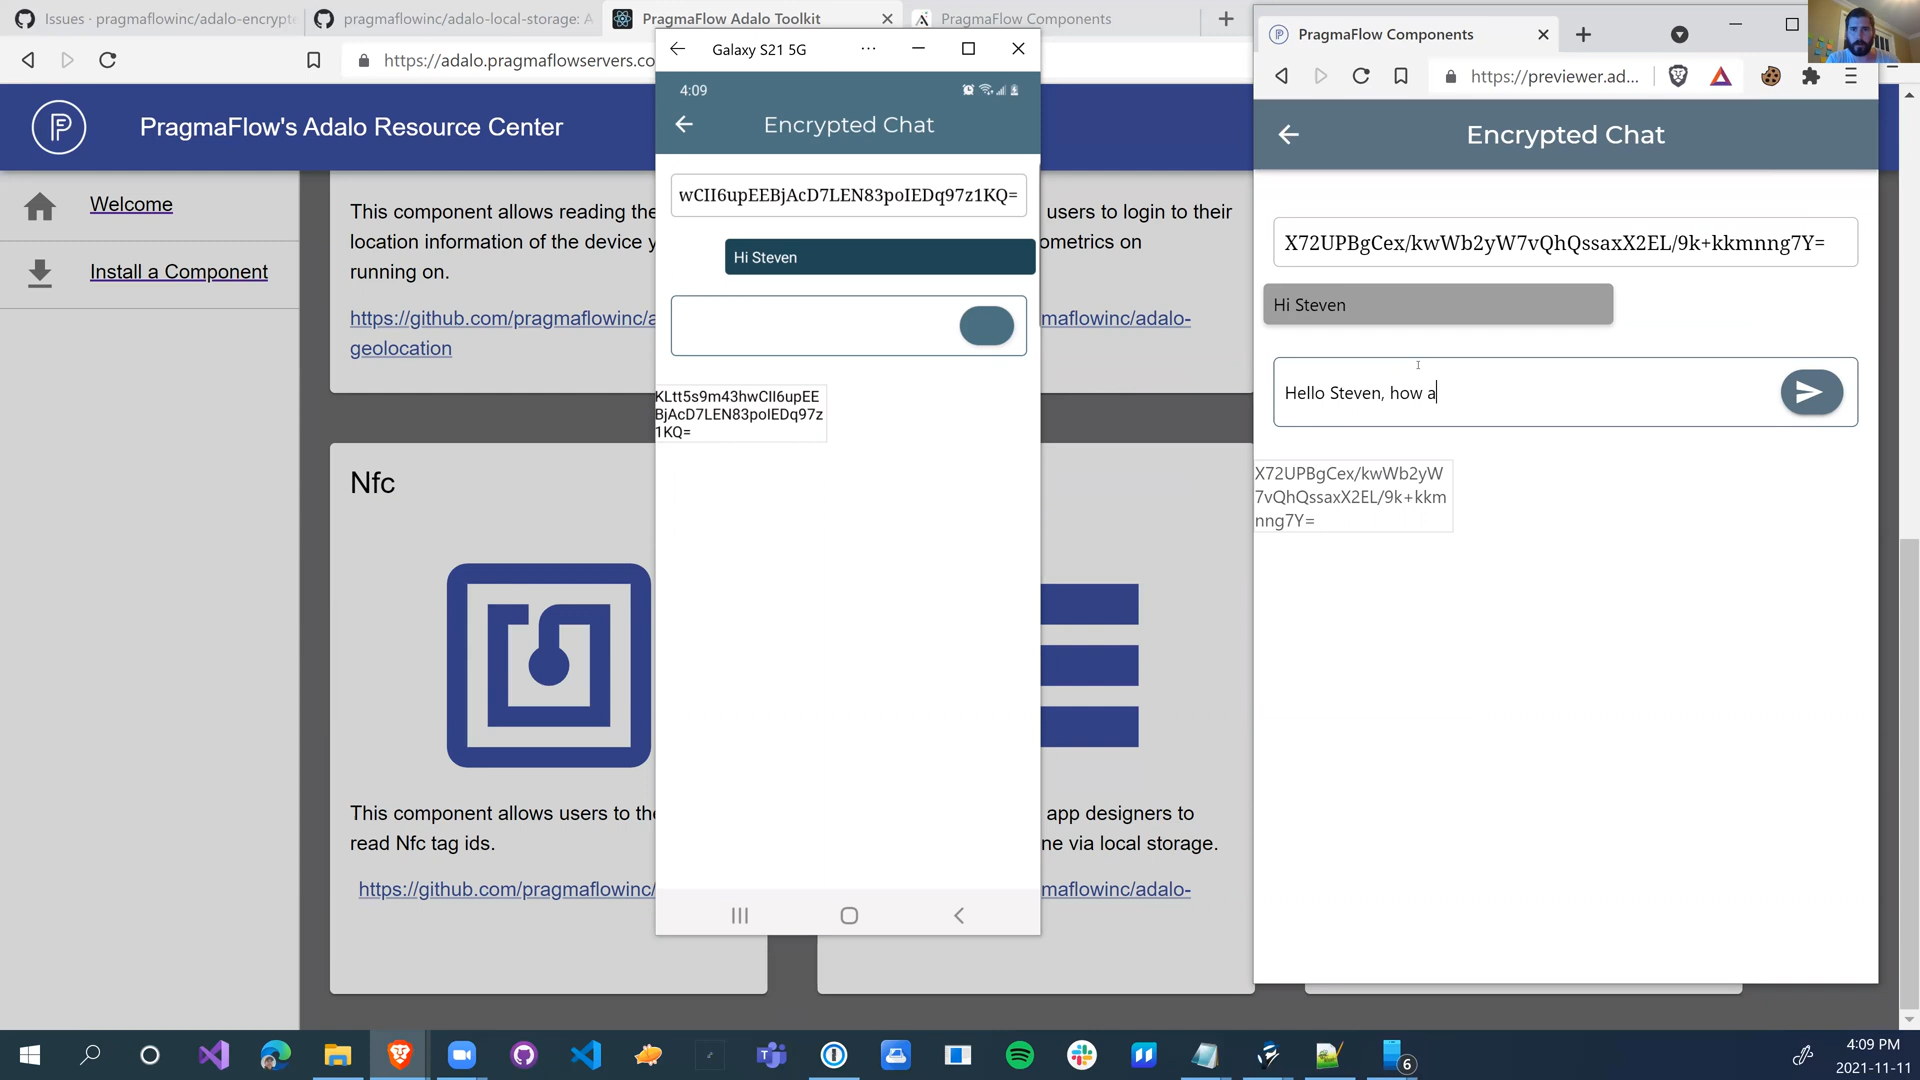 Issues · pragmaflowinc/adalo-encrypte
pragmaflowinc/adalo-local-storage: A
PragmaFlow Adalo Toolkit
PragmaFlow Components
https://adalo.pragmaflowservers.co
PragmaFlow's Adalo Resource Center
Welcome
Install a Component
This component allows reading the
location information of the device y
running on.
https://github.com/pragmaflowinc/a
geolocation
users to login to their
ometrics on
maflowinc/adalo-
Nfc
This component allows users to the
read Nfc tag ids.
https://github.com/pragmaflowinc/
app designers to
ne via local storage.
maflowinc/adalo-
Galaxy S21 5G
4:09
Encrypted Chat
wCII6upEEBjAcD7LEN83poIEDq97z1KQ=
Hi Steven
KLtt5s9m43hwCII6upEE
BjAcD7LEN83poIEDq97z
1KQ=
PragmaFlow Components
https://previewer.ad...
Encrypted Chat
X72UPBgCex/kwWb2yW7vQhQssaxX2EL/9k+kkmnng7Y=
Hi Steven
Hello Steven, how a
X72UPBgCex/kwWb2yW
7vQhQssaxX2EL/9k+kkm
nng7Y=
6
4:09 PM
2021-11-11